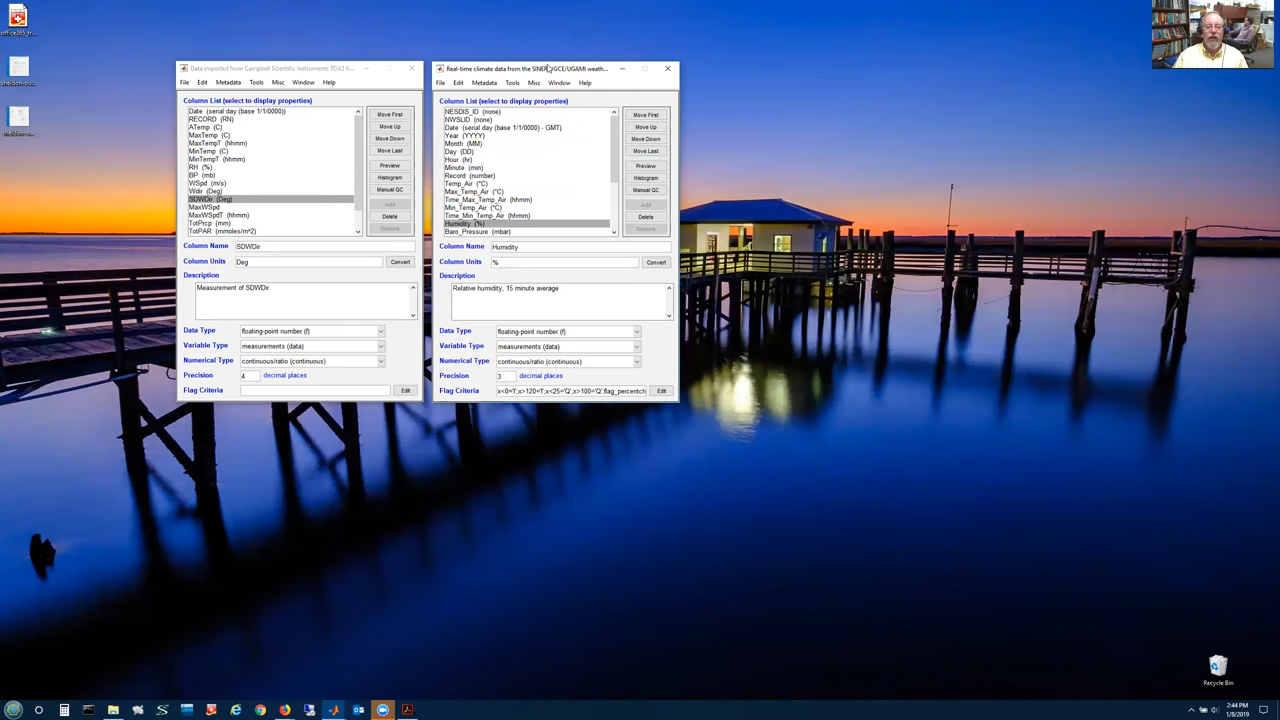 office365_tr...
sheldon-o...
sheldon-o...
Data imported from Campbell Scientific Instruments TOA5 fi...
File Edit Metadata Tools Misc Window Help
Column List (select to display properties)
Date (serial day (base 1/1/0000))
RECORD (RN)
ATemp (C)
MaxTemp (C)
MaxTempT (hhmm)
MinTemp (C)
MinTempT (hhmm)
RH (%)
BP (mb)
WSpd (m/s)
Wdir (Deg)
SDWDir (Deg)
MaxWSpd
MaxWSpdT (hhmm)
TotPrcp (mm)
TotPAR (mmoles/m^2)
Move First
Move Up
Move Down
Move Last
Preview
Histogram
Manual QC
Add
Delete
Restore
Column Name SDWDir
Column Units Deg Convert
Description
Measurement of SDWDir
Data Type floating-point number (f)
Variable Type measurements (data)
Numerical Type continuous/ratio (continuous)
Precision 4 decimal places
Flag Criteria Edit
Real-time climate data from the SINERR/GCE/UGAMI weath...
File Edit Metadata Tools Misc Window Help
Column List (select to display properties)
NESDIS_ID (none)
NWSLID (none)
Date (serial day (base 1/1/0000) - GMT)
Year (YYYY)
Month (MM)
Day (DD)
Hour (hr)
Minute (min)
Record (number)
Temp_Air (°C)
Max_Temp_Air (°C)
Time_Max_Temp_Air (hhmm)
Min_Temp_Air (°C)
Time_Min_Temp_Air (hhmm)
Humidity (%)
Baro_Pressure (mbar)
Move First
Move Up
Move Down
Move Last
Preview
Histogram
Manual QC
Add
Delete
Restore
Column Name Humidity
Column Units % Convert
Description
Relative humidity, 15 minute average
Data Type floating-point number (f)
Variable Type measurements (data)
Numerical Type continuous/ratio (continuous)
Precision 3 decimal places
Flag Criteria x<0='I';x>120='I';x<25='Q';x>100='Q';flag_percentch Edit
Recycle Bin
2:44 PM
1/8/2019